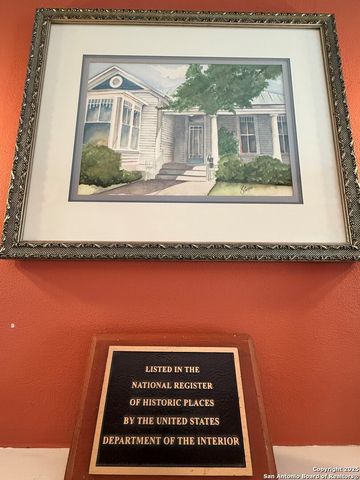 LISTED IN THE
NATIONAL REGISTER
OF HISTORIC PLACES
BY THE UNITED STATES
DEPARTMENT OF THE INTERIOR
Copyright 2025
San Antonio Board of Realtors®